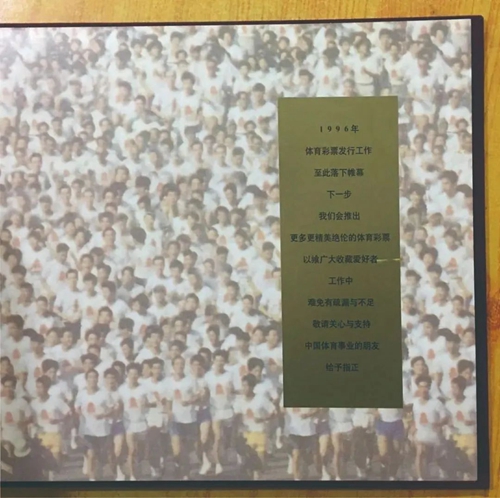 1996年
体育彩票发行工作
至此落下帷幕
下一步
我们会推出
更多更精美绝伦的体育彩票
以飨广大收藏爱好者
工作中
难免有疏漏与不足
敬请关心与支持
中国体育事业的朋友
给予指正